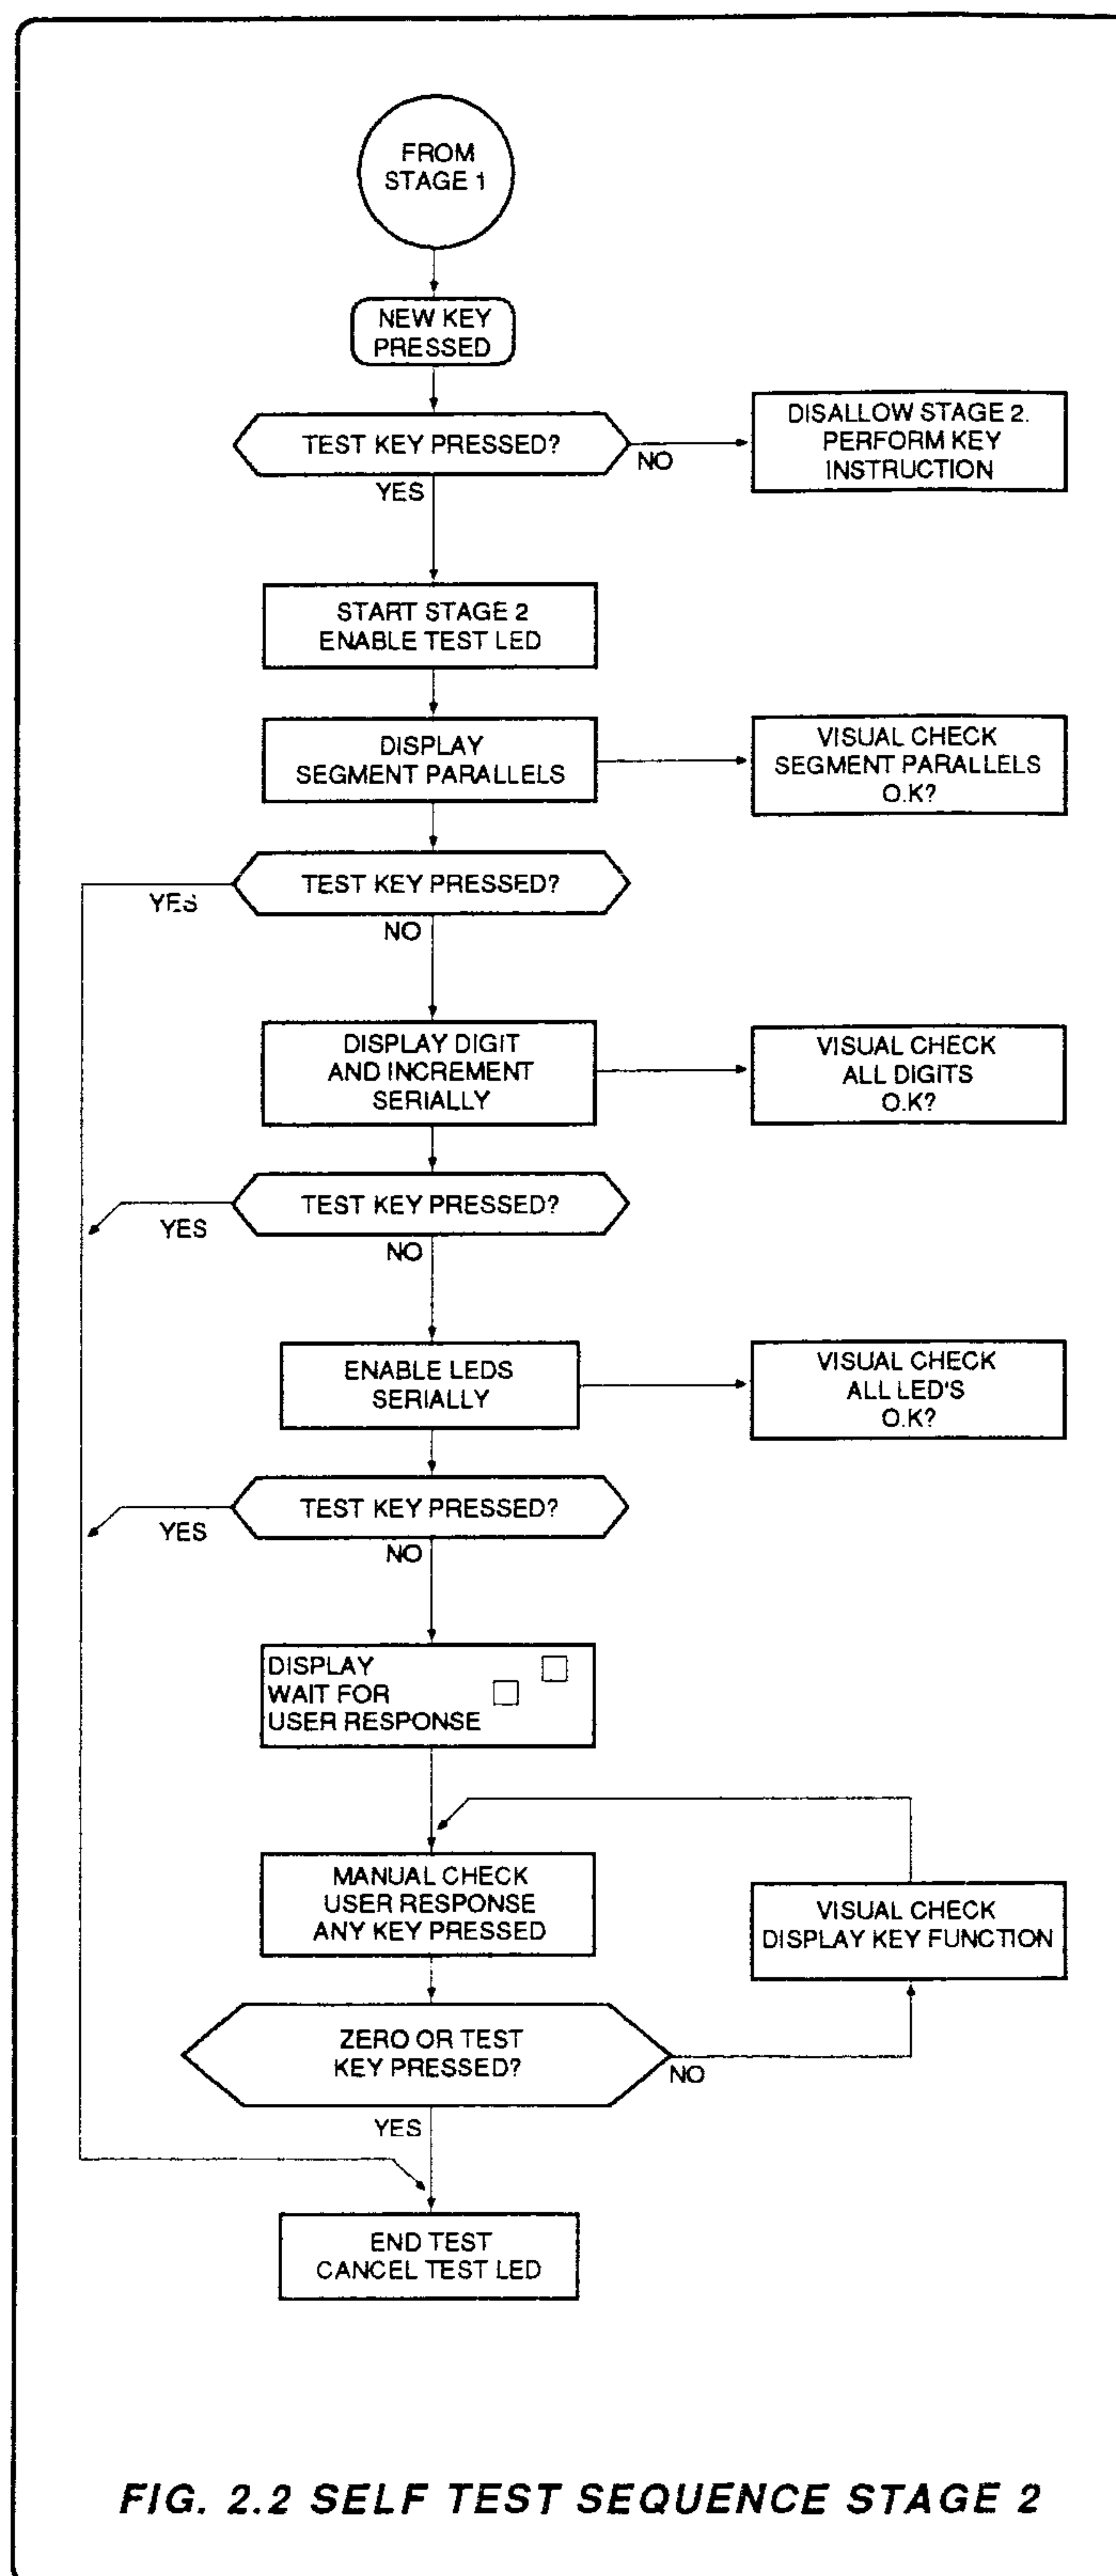 FROM
STAGE 1
NEW KEY
PRESSED
TEST KEY PRESSED?
NO
YES
DISALLOW STAGE 2.
PERFORM KEY
INSTRUCTION
START STAGE 2
ENABLE TEST LED
DISPLAY
SEGMENT PARALLELS
VISUAL CHECK
SEGMENT PARALLELS
O.K?
TEST KEY PRESSED?
YES
NO
DISPLAY DIGIT
AND INCREMENT
SERIALLY
VISUAL CHECK
ALL DIGITS
O.K?
TEST KEY PRESSED?
YES
NO
ENABLE LEDS
SERIALLY
VISUAL CHECK
ALL LED'S
O.K?
TEST KEY PRESSED?
YES
NO
DISPLAY
WAIT FOR
USER RESPONSE
MANUAL CHECK
USER RESPONSE
ANY KEY PRESSED
VISUAL CHECK
DISPLAY KEY FUNCTION
ZERO OR TEST
KEY PRESSED?
NO
YES
END TEST
CANCEL TEST LED
FIG. 2.2 SELF TEST SEQUENCE STAGE 2